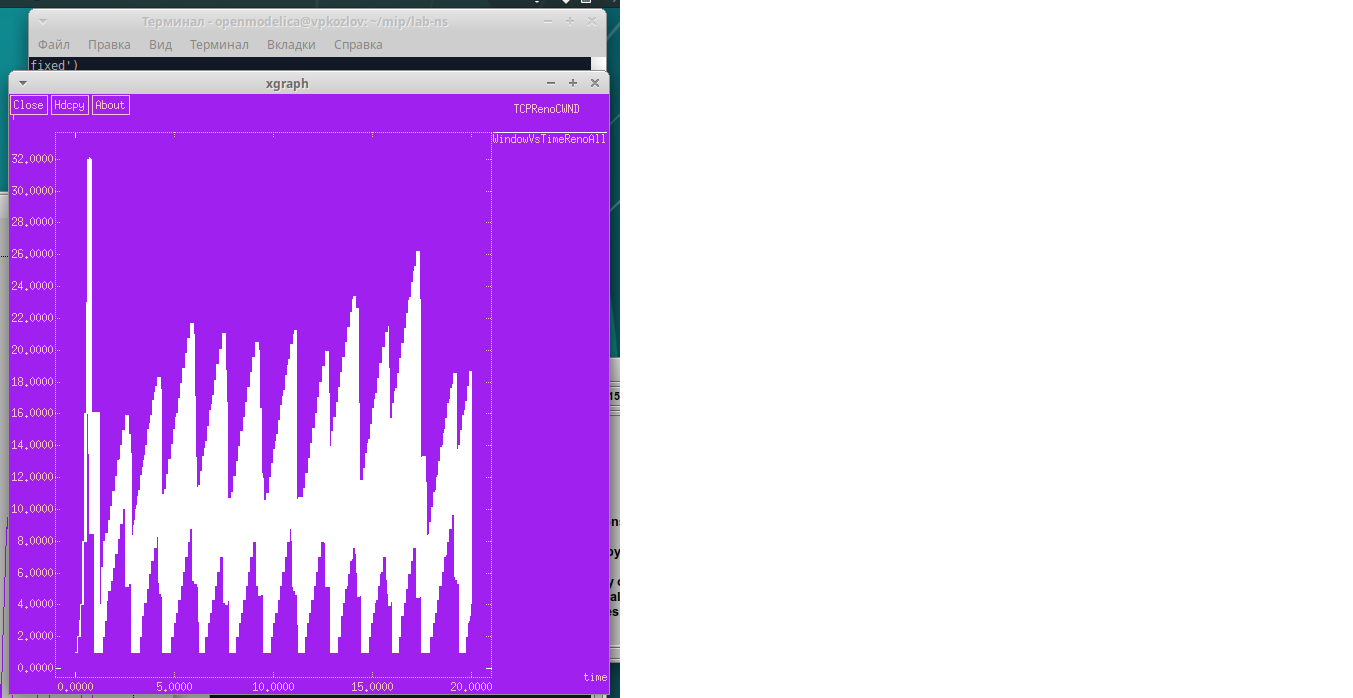 Терминал - openmodelica@vpkozlov: ~/mip/lab-ns
Файл Правка Вид Терминал Вкладки Справка
fixed')
xgraph
Close Hdcpy About
TCPRenoCWND
WindowVsTimeRenoAll
32.0000
30.0000
28.0000
26.0000
24.0000
22.0000
20.0000
18.0000
16.0000
14.0000
12.0000
10.0000
8.0000
6.0000
4.0000
2.0000
0.0000
time
0.0000 5.0000 10.0000 15.0000 20.0000
15